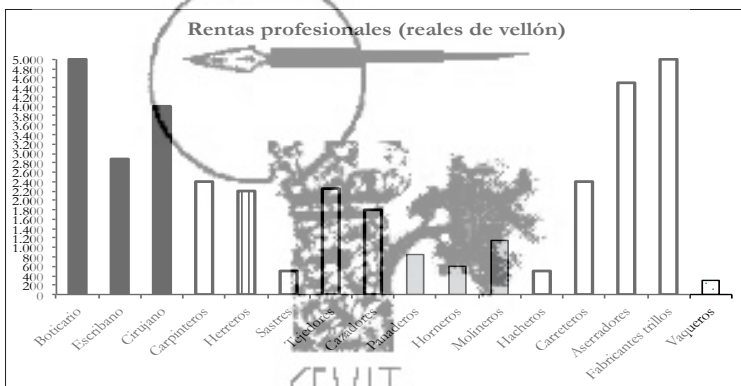 Rentas profesionales (reales de vellón)
5.000
4.800
4.600
4.400
4.200
4.000
3.800
3.600
3.400
3.200
3.000
2.800
2.600
2.400
2.200
2.000
1.800
1.600
1.400
1.200
1.000
800
600
400
200
0
Boticario
Escribano
Cirujano
Carpinteros
Herreros
Sastres
Tejedores
Cazadores
Panaderos
Horneros
Molineros
Hacheros
Carreteros
Aserradores
Fabricantes trillos
Vaqueros